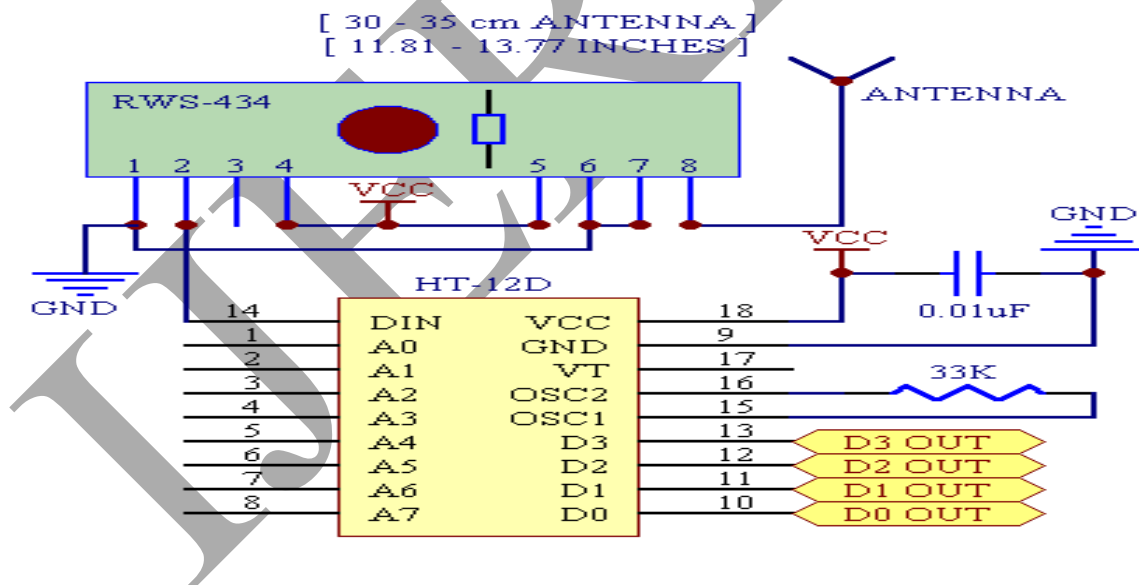 [ 30 - 35 cm ANTENNA ]
[ 11.81 - 13.77 INCHES ]
RWS-434
ANTENNA
1 2 3 4 5 6 7 8
VCC
GND
VCC
GND
HT-12D
0.01uF
14 DIN VCC 18
1 A0 GND 9
2 A1 VT 17
3 A2 OSC2 16
33K
4 A3 OSC1 15
5 A4 D3 13 D3 OUT
6 A5 D2 12 D2 OUT
7 A6 D1 11 D1 OUT
8 A7 D0 10 D0 OUT